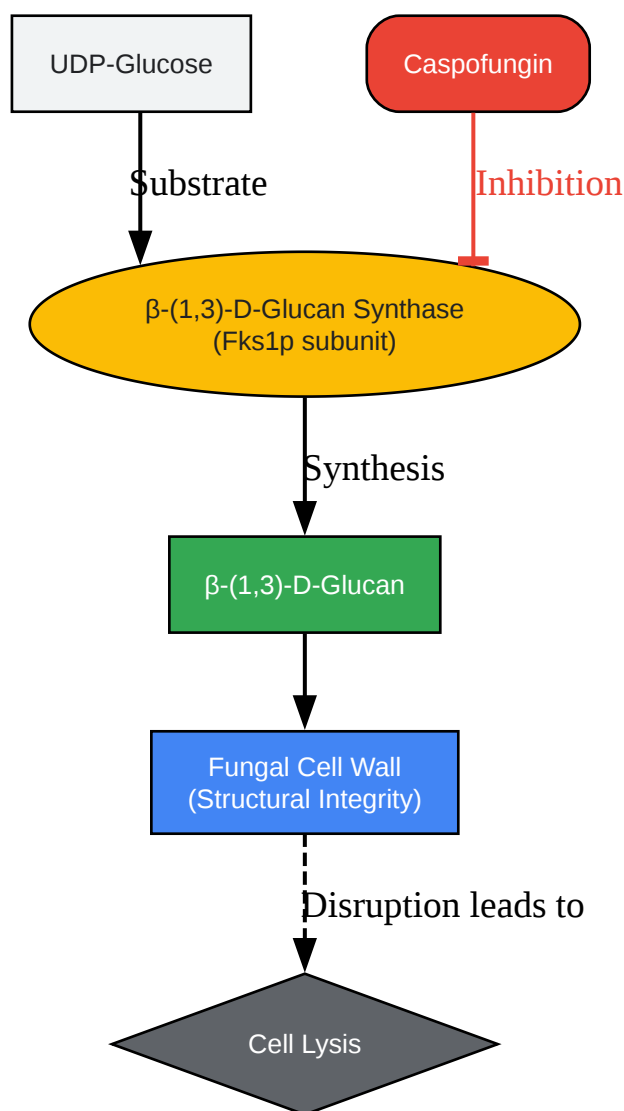 UDP-Glucose
Caspofungin
Substrate
Inhibition
β-(1,3)-D-Glucan Synthase
(Fks1p subunit)
Synthesis
β-(1,3)-D-Glucan
Fungal Cell Wall
(Structural Integrity)
Disruption leads to
Cell Lysis